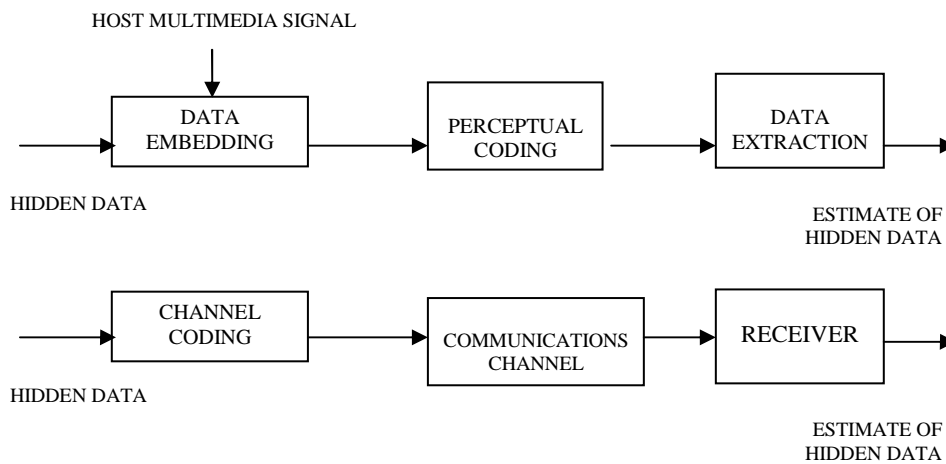 HOST MULTIMEDIA SIGNAL
DATA
EMBEDDING
PERCEPTUAL
CODING
DATA
EXTRACTION
HIDDEN DATA
ESTIMATE OF
HIDDEN DATA
CHANNEL
CODING
COMMUNICATIONS
CHANNEL
RECEIVER
HIDDEN DATA
ESTIMATE OF
HIDDEN DATA